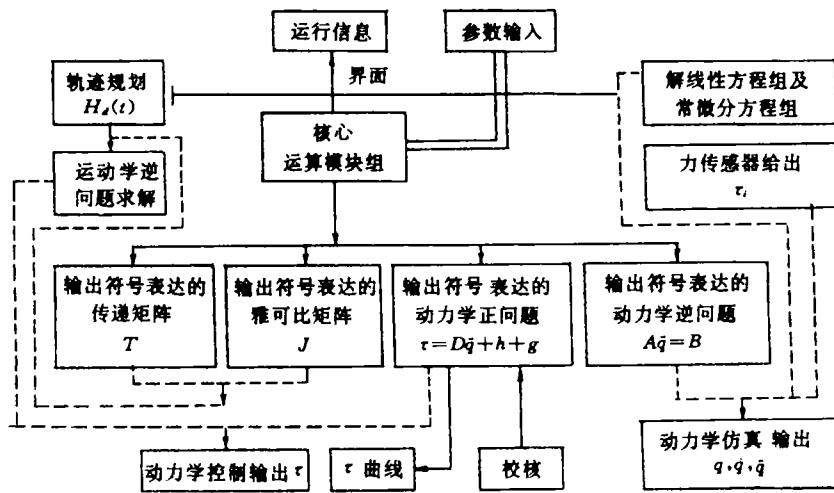 运行信息
参数输入
界面
轨迹规划
H_d(t)
核心
运算模块组
解线性方程组及
常微分方程组
运动学逆
问题求解
力传感器给出
τ_i
输出符号表达的
传递矩阵
T
输出符号表达的
雅可比矩阵
J
输出符号表达的
动力学正问题
τ=Dq̈+h+g
输出符号表达的
动力学逆问题
Aq̈=B
动力学控制输出τ
τ曲线
校核
动力学仿真输出
q,q̇,q̈